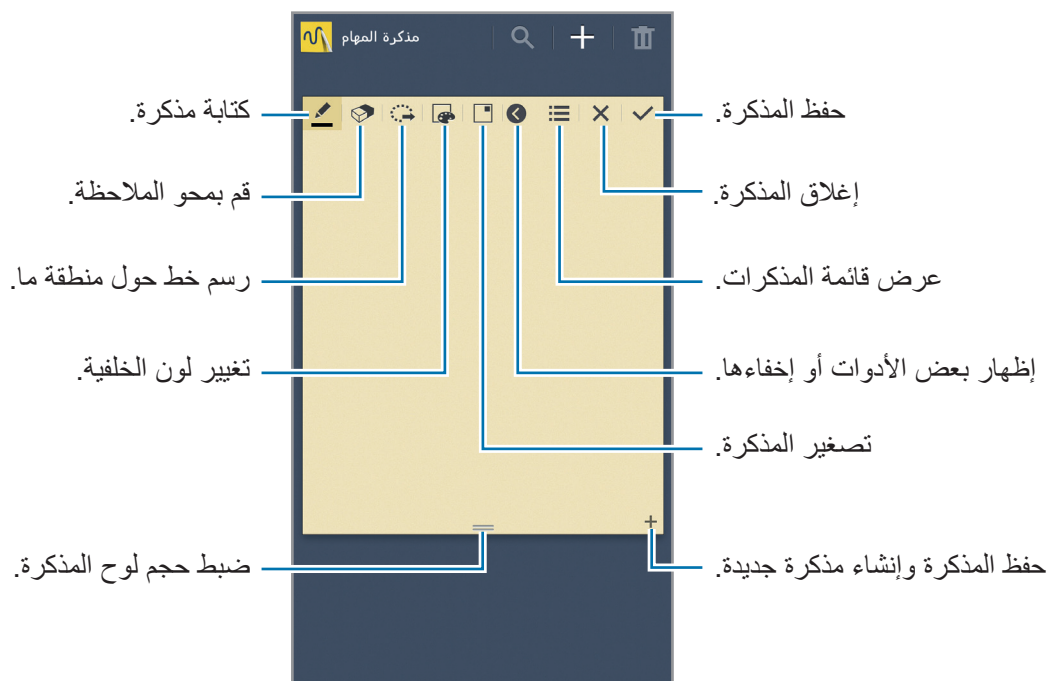 مذكرة المهام
حفظ المذكرة.
كتابة مذكرة.
إغلاق المذكرة.
قم بمحو الملاحظة.
عرض قائمة المذكرات.
رسم خط حول منطقة ما.
إظهار بعض الأدوات أو إخفاءها.
تغيير لون الخلفية.
تصغير المذكرة.
حفظ المذكرة وإنشاء مذكرة جديدة.
ضبط حجم لوح المذكرة.